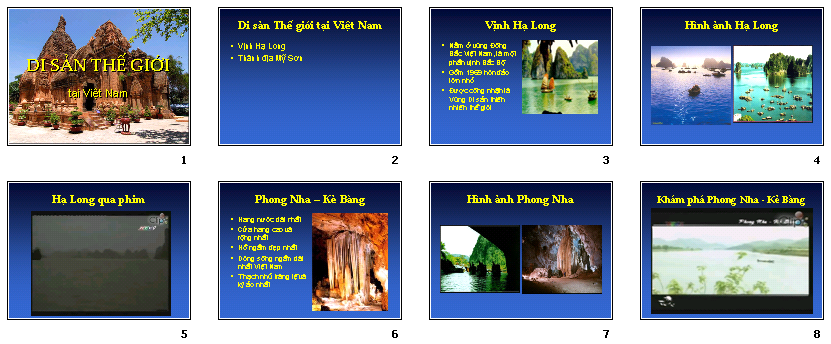 DI SẢN THẾ GIỚI
tại Việt Nam
1
Di sản Thế giới tại Việt Nam
• Vịnh Hạ Long
• Thánh địa Mỹ Sơn
2
Vịnh Hạ Long
• Nằm ở vùng Đông
Bắc Việt Nam, là một
phần vịnh Bắc Bộ
• Gồm 1969 hòn đảo
lớn nhỏ
• Được công nhận là
Vùng Di sản thiên
nhiên thế giới
3
Hình ảnh Hạ Long
4
Hạ Long qua phim
5
Phong Nha – Kẻ Bàng
• Hang nước dài nhất
• Cửa hang cao và
rộng nhất
• Hồ ngầm đẹp nhất
• Dòng sông ngầm dài
nhất Việt Nam
• Thạch nhũ tráng lệ và
kỳ ảo nhất
6
Hình ảnh Phong Nha
7
Khám phá Phong Nha - Kẻ Bàng
Phong Nha - Kẻ Bàng
8